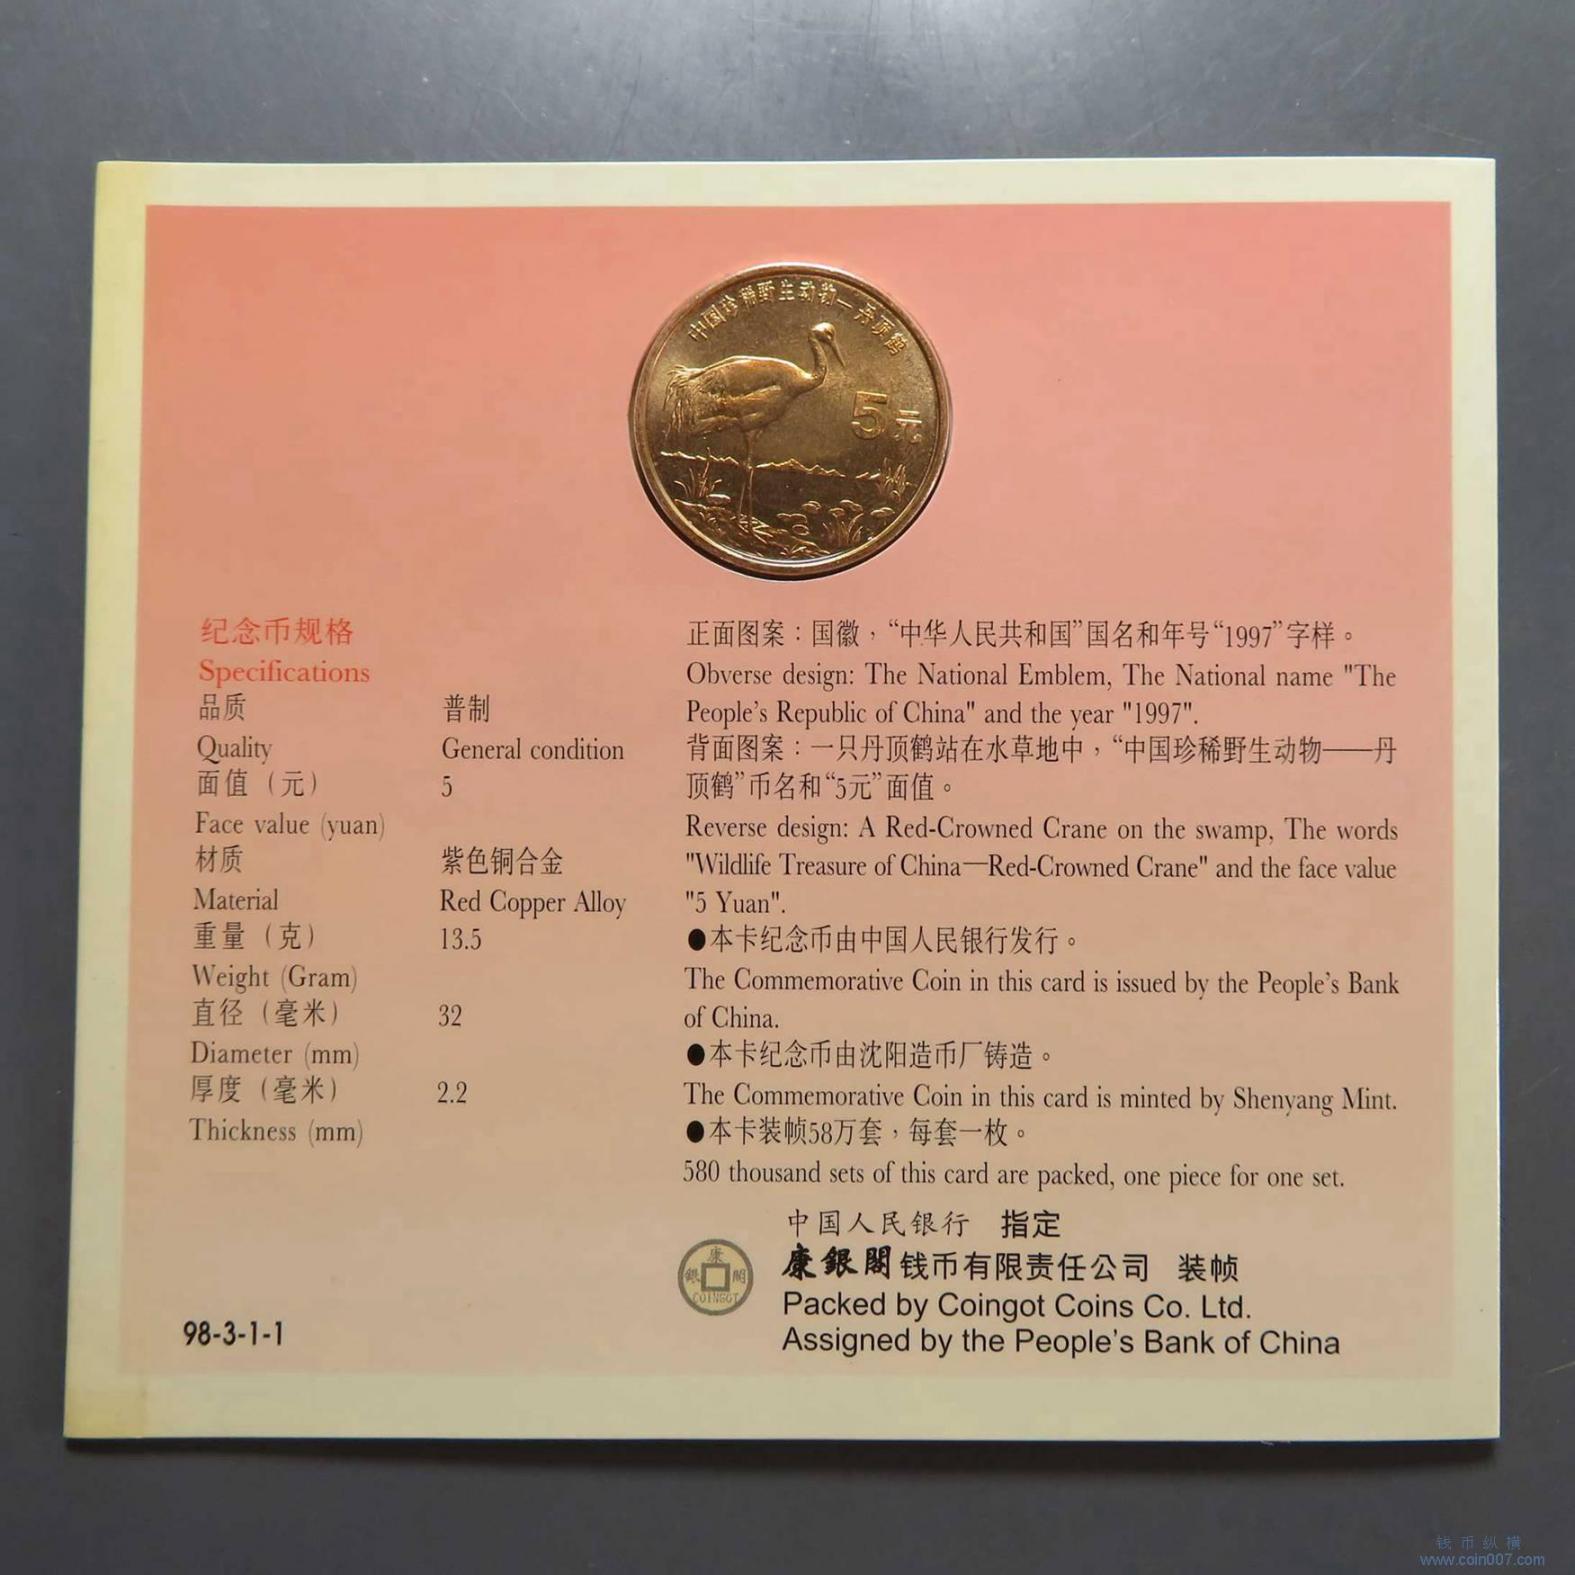 中国珍稀野生动物—丹顶鹤
5元
纪念币规格
Specifications
品质 普制
Quality General condition
面值（元） 5
Face value (yuan)
材质 紫色铜合金
Material Red Copper Alloy
重量（克） 13.5
Weight (Gram)
直径（毫米） 32
Diameter (mm)
厚度（毫米） 2.2
Thickness (mm)
98-3-1-1
正面图案：国徽，“中华人民共和国”国名和年号“1997”字样。
Obverse design: The National Emblem, The National name "The
People’s Republic of China" and the year "1997".
背面图案：一只丹顶鹤站在水草地中，“中国珍稀野生动物——丹
顶鹤”币名和“5元”面值。
Reverse design: A Red-Crowned Crane on the swamp, The words
"Wildlife Treasure of China—Red-Crowned Crane" and the face value
"5 Yuan".
●本卡纪念币由中国人民银行发行。
The Commemorative Coin in this card is issued by the People’s Bank
of China.
●本卡纪念币由沈阳造币厂铸造。
The Commemorative Coin in this card is minted by Shenyang Mint.
●本卡装帧58万套，每套一枚。
580 thousand sets of this card are packed, one piece for one set.
中国人民银行 指定
康銀閣钱币有限责任公司 装帧
Packed by Coingot Coins Co. Ltd.
Assigned by the People’s Bank of China
康
銀 閣
COINGOT
钱币纵横
www.coin007.com